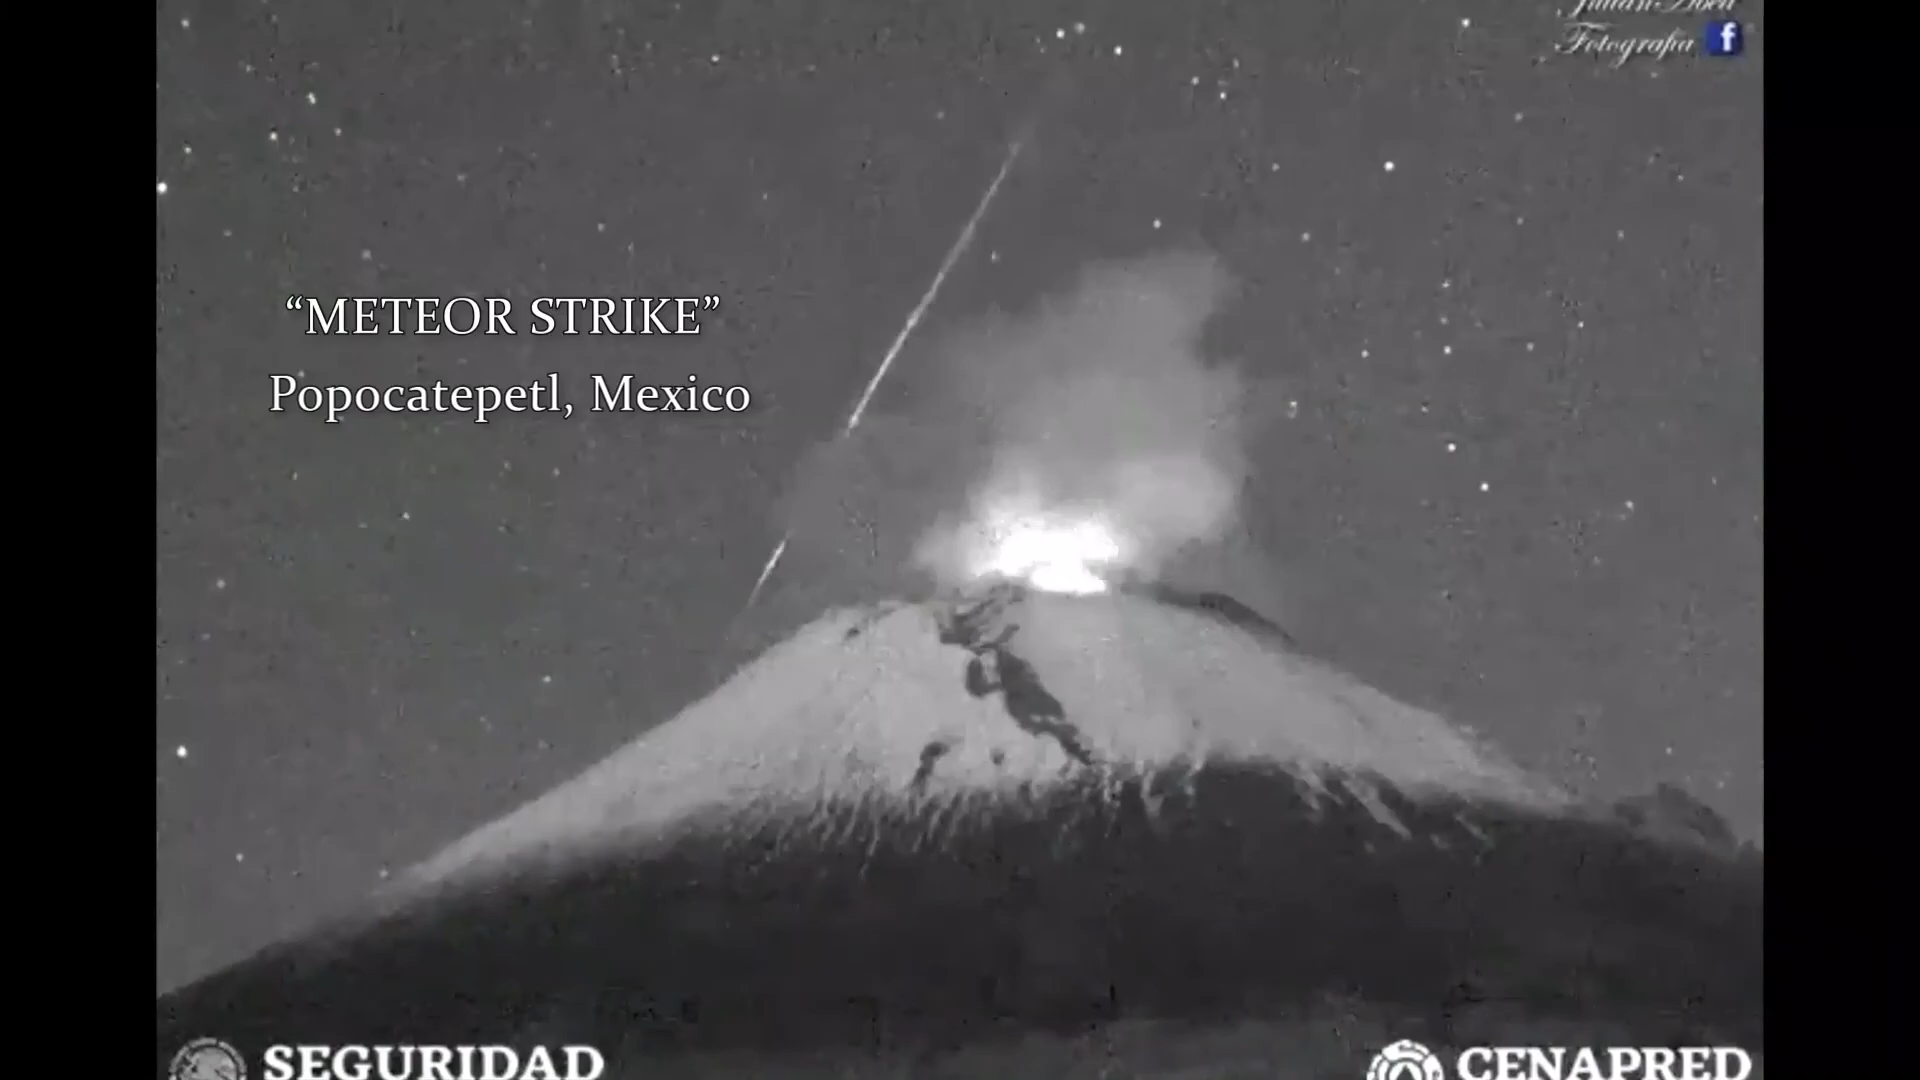 Fotografia f
“METEOR STRIKE”
Popocatepetl, Mexico
SEGURIDAD
CENAPRED